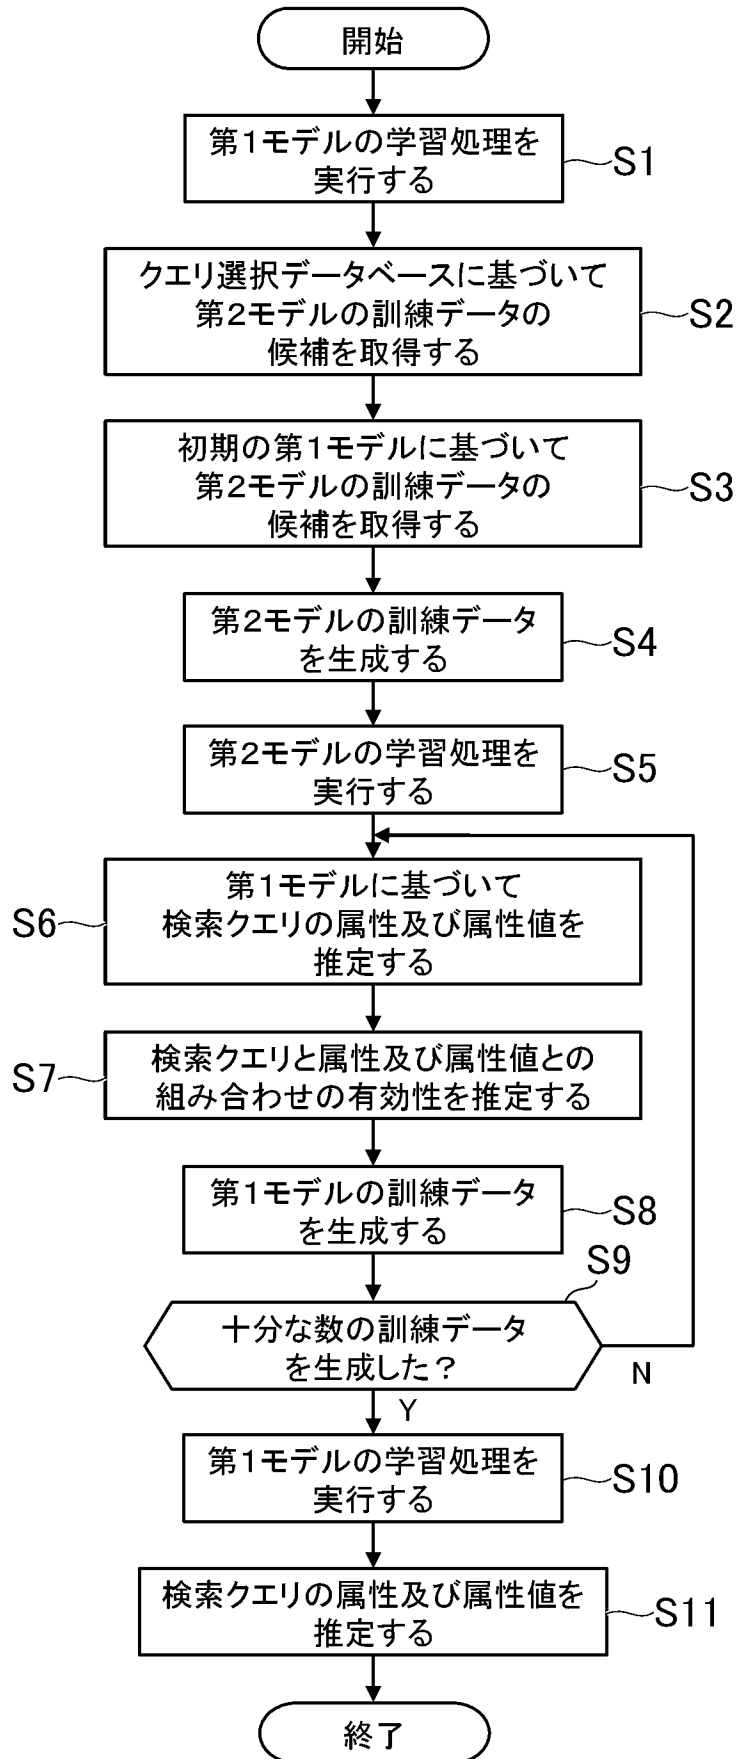 開始
第1モデルの学習処理を
実行する
S1
クエリ選択データベースに基づいて
第2モデルの訓練データの
候補を取得する
S2
初期の第1モデルに基づいて
第2モデルの訓練データの
候補を取得する
S3
第2モデルの訓練データ
を生成する
S4
第2モデルの学習処理を
実行する
S5
第1モデルに基づいて
検索クエリの属性及び属性値を
推定する
S6
検索クエリと属性及び属性値との
組み合わせの有効性を推定する
S7
第1モデルの訓練データ
を生成する
S8
S9
十分な数の訓練データ
を生成した?
N
Y
第1モデルの学習処理を
実行する
S10
検索クエリの属性及び属性値を
推定する
S11
終了